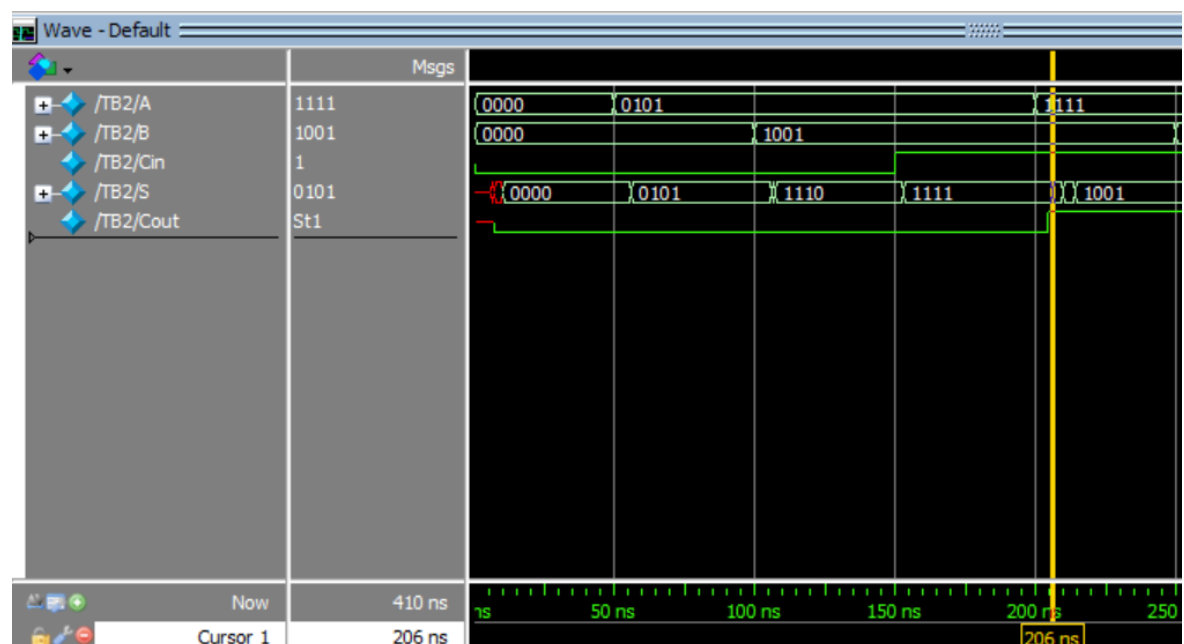 Wave - Default
Msgs
/TB2/A 1111 0000 0101 1111
/TB2/B 1001 0000 1001
/TB2/Cin 1
/TB2/S 0101 0000 0101 1110 1111 1001
/TB2/Cout St1
Now 410 ns ns 50 ns 100 ns 150 ns 200 ns 250
Cursor 1 206 ns 206 ns